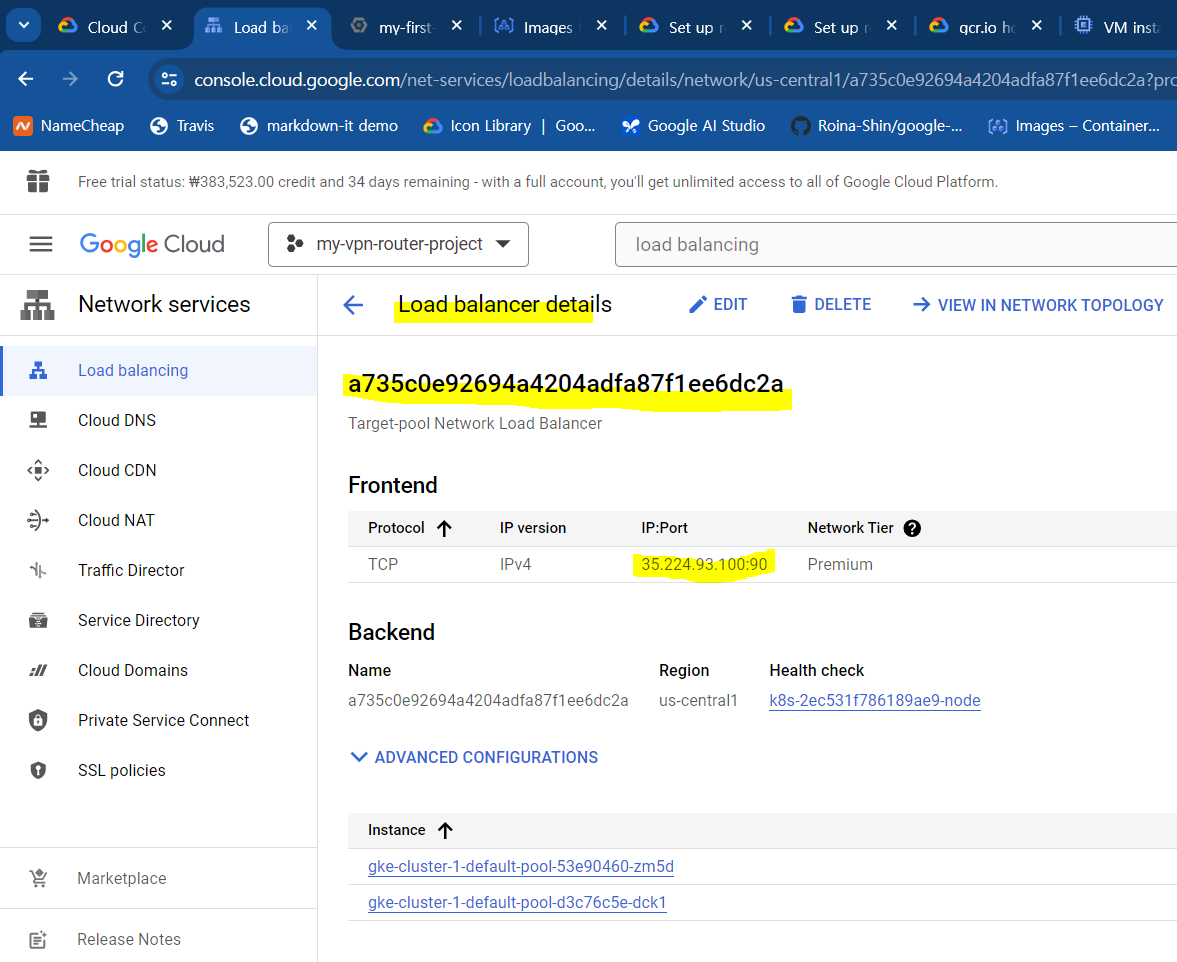 Cloud C
Load ba
my-first-
Images
Set up r
Set up r
gcr.io h
VM inst
console.cloud.google.com/net-services/loadbalancing/details/network/us-central1/a735c0e92694a4204adfa87f1ee6dc2a?pro
NameCheap
Travis
markdown-it demo
Icon Library | Goo...
Google AI Studio
Roina-Shin/google-...
Images – Container...
Free trial status: ₩383,523.00 credit and 34 days remaining - with a full account, you'll get unlimited access to all of Google Cloud Platform.
Google Cloud
my-vpn-router-project
load balancing
Network services
Load balancer details
EDIT
DELETE
VIEW IN NETWORK TOPOLOGY
Load balancing
Cloud DNS
Cloud CDN
Cloud NAT
Traffic Director
Service Directory
Cloud Domains
Private Service Connect
SSL policies
Marketplace
Release Notes
a735c0e92694a4204adfa87f1ee6dc2a
Target-pool Network Load Balancer
Frontend
Protocol IP version IP:Port Network Tier
TCP IPv4 35.224.93.100:90 Premium
Backend
Name Region Health check
a735c0e92694a4204adfa87f1ee6dc2a us-central1 k8s-2ec531f786189ae9-node
ADVANCED CONFIGURATIONS
Instance
gke-cluster-1-default-pool-53e90460-zm5d
gke-cluster-1-default-pool-d3c76c5e-dck1